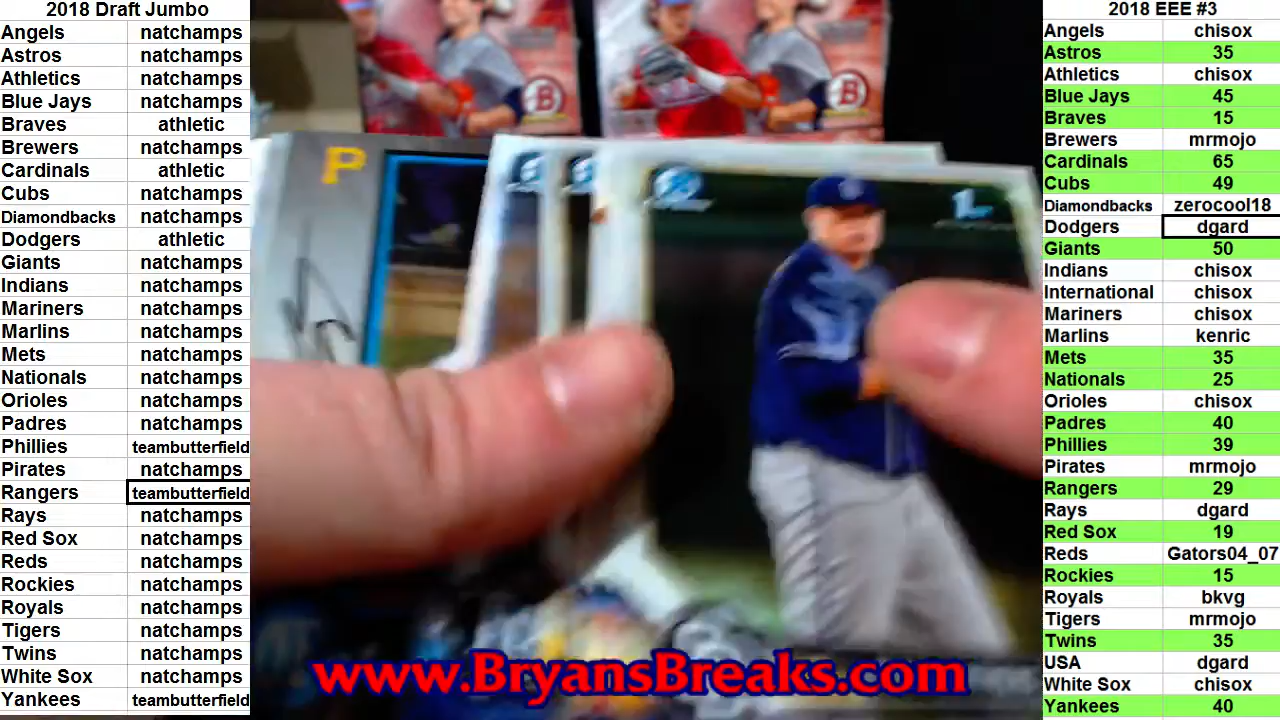 2018 Draft Jumbo
Angels natchamps
Astros natchamps
Athletics natchamps
Blue Jays natchamps
Braves athletic
Brewers natchamps
Cardinals athletic
Cubs natchamps
Diamondbacks natchamps
Dodgers athletic
Giants natchamps
Indians natchamps
Mariners natchamps
Marlins natchamps
Mets natchamps
Nationals natchamps
Orioles natchamps
Padres natchamps
Phillies teambutterfield
Pirates natchamps
Rangers teambutterfield
Rays natchamps
Red Sox natchamps
Reds natchamps
Rockies natchamps
Royals natchamps
Tigers natchamps
Twins natchamps
White Sox natchamps
Yankees teambutterfield
P
B
B
1st
www.BryansBreaks.com
2018 EEE #3
Angels chisox
Astros 35
Athletics chisox
Blue Jays 45
Braves 15
Brewers mrmojo
Cardinals 65
Cubs 49
Diamondbacks zerocool18
Dodgers dgard
Giants 50
Indians chisox
International chisox
Mariners chisox
Marlins kenric
Mets 35
Nationals 25
Orioles chisox
Padres 40
Phillies 39
Pirates mrmojo
Rangers 29
Rays dgard
Red Sox 19
Reds Gators04_07
Rockies 15
Royals bkvg
Tigers mrmojo
Twins 35
USA dgard
White Sox chisox
Yankees 40